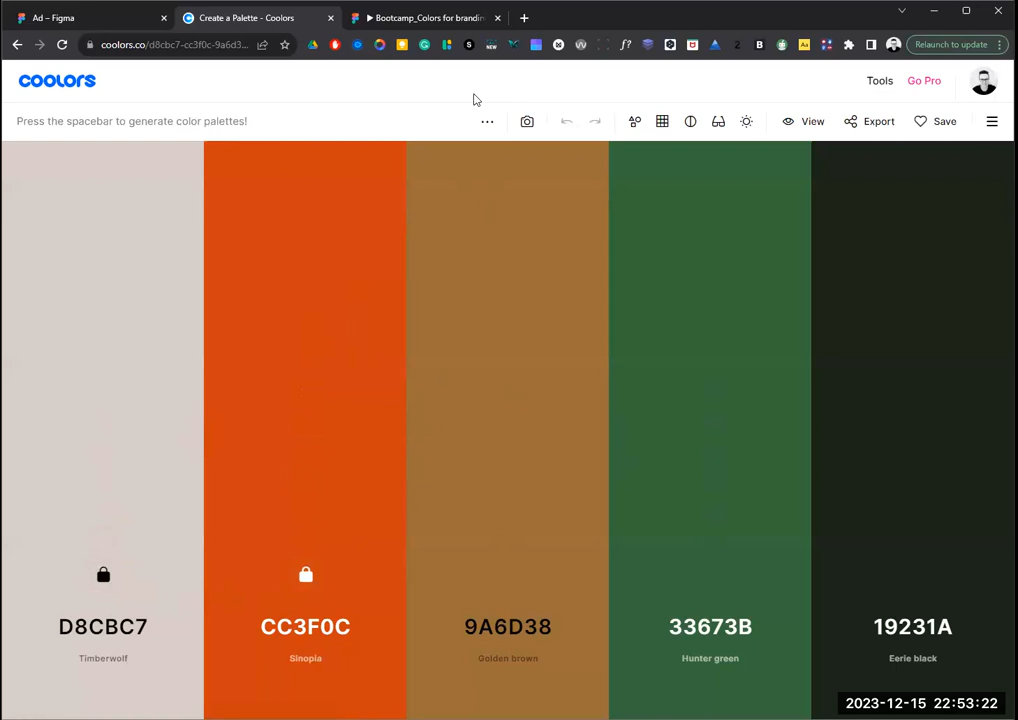 Ad – Figma
Create a Palette - Coolors
Bootcamp_Colors for brandin
coolors.co/d8cbc7-cc3f0c-9a6d3...
NEW
Relaunch to update
coolors
Tools
Go Pro
Press the spacebar to generate color palettes!
View
Export
Save
D8CBC7
CC3F0C
9A6D38
33673B
19231A
Timberwolf
Sinopia
Golden brown
Hunter green
Eerie black
2023-12-15 22:53:22